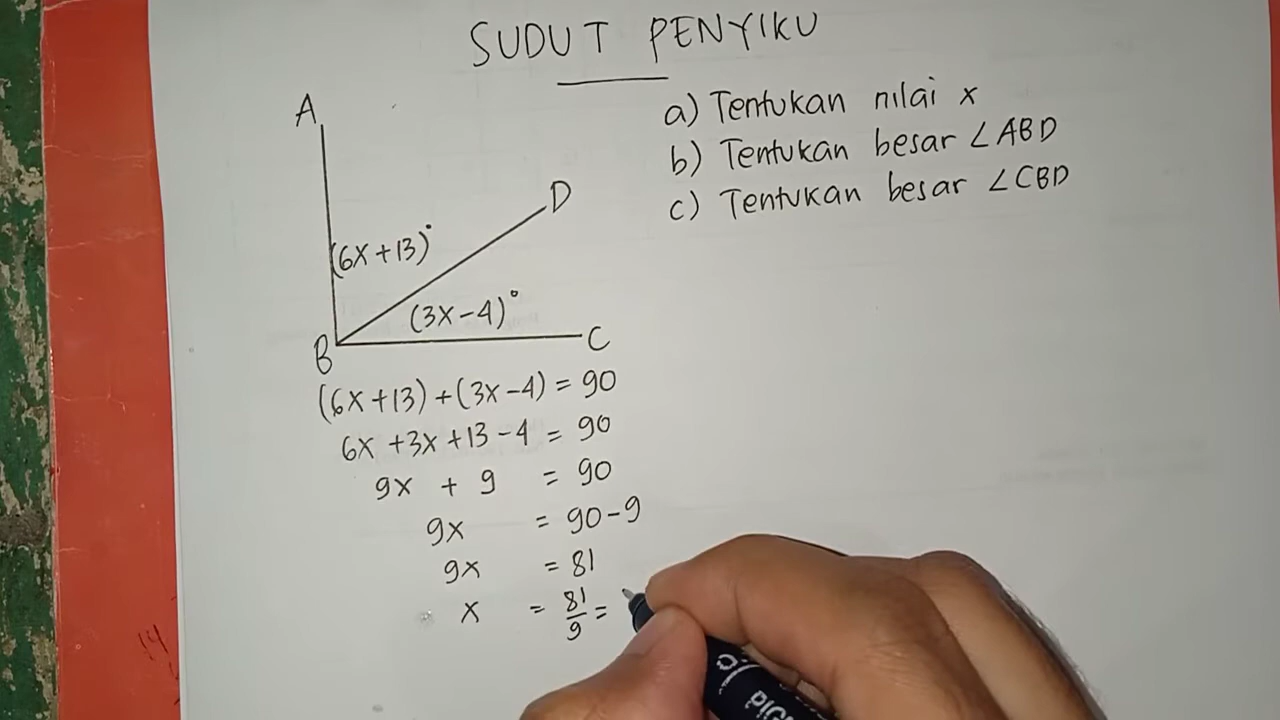 SUDUT PENYIKU
a) Tentukan nilai x
b) Tentukan besar ∠ABD
c) Tentukan besar ∠CBD
A
D
(6x+13)°
(3x-4)°
B
C
(6x+13)+(3x-4) = 90
6x +3x +13 -4 = 90
9x + 9 = 90
9x = 90-9
9x = 81
x = 81/9 =